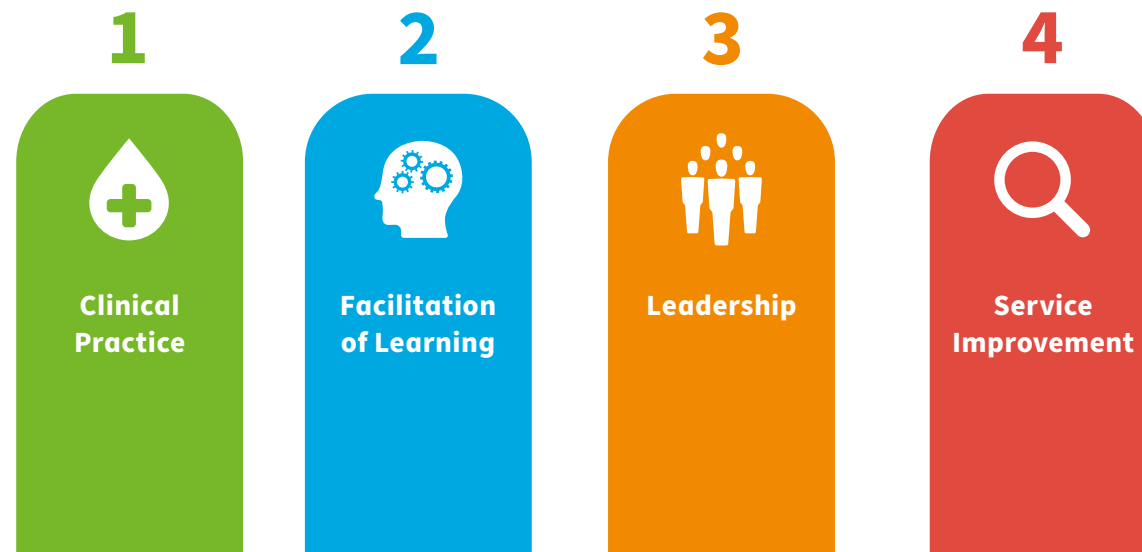 1
2
3
4
Clinical
Practice
Facilitation
of Learning
Leadership
Service
Improvement